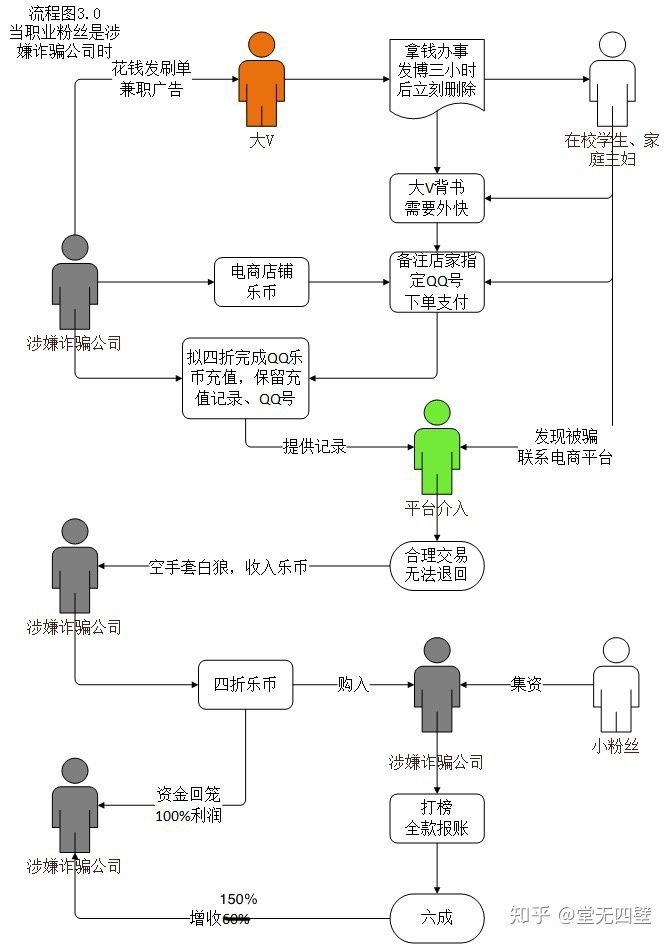 流程图3.0
当职业粉丝是涉
嫌诈骗公司时
花钱发刷单
兼职广告
大V
拿钱办事
发博三小时
后立刻删除
在校学生、家
庭主妇
大V背书
需要外快
电商店铺
乐币
备注店家指
定QQ号
下单支付
涉嫌诈骗公司
拟四折完成QQ乐
币充值，保留充
值记录、QQ号
提供记录
发现被骗
联系电商平台
平台介入
合理交易
无法退回
空手套白狼，收入乐币
涉嫌诈骗公司
四折乐币
购入
集资
小粉丝
涉嫌诈骗公司
资金回笼
100%利润
打榜
全款报账
涉嫌诈骗公司
150%
增收60%
六成
知乎 @堂无四壁